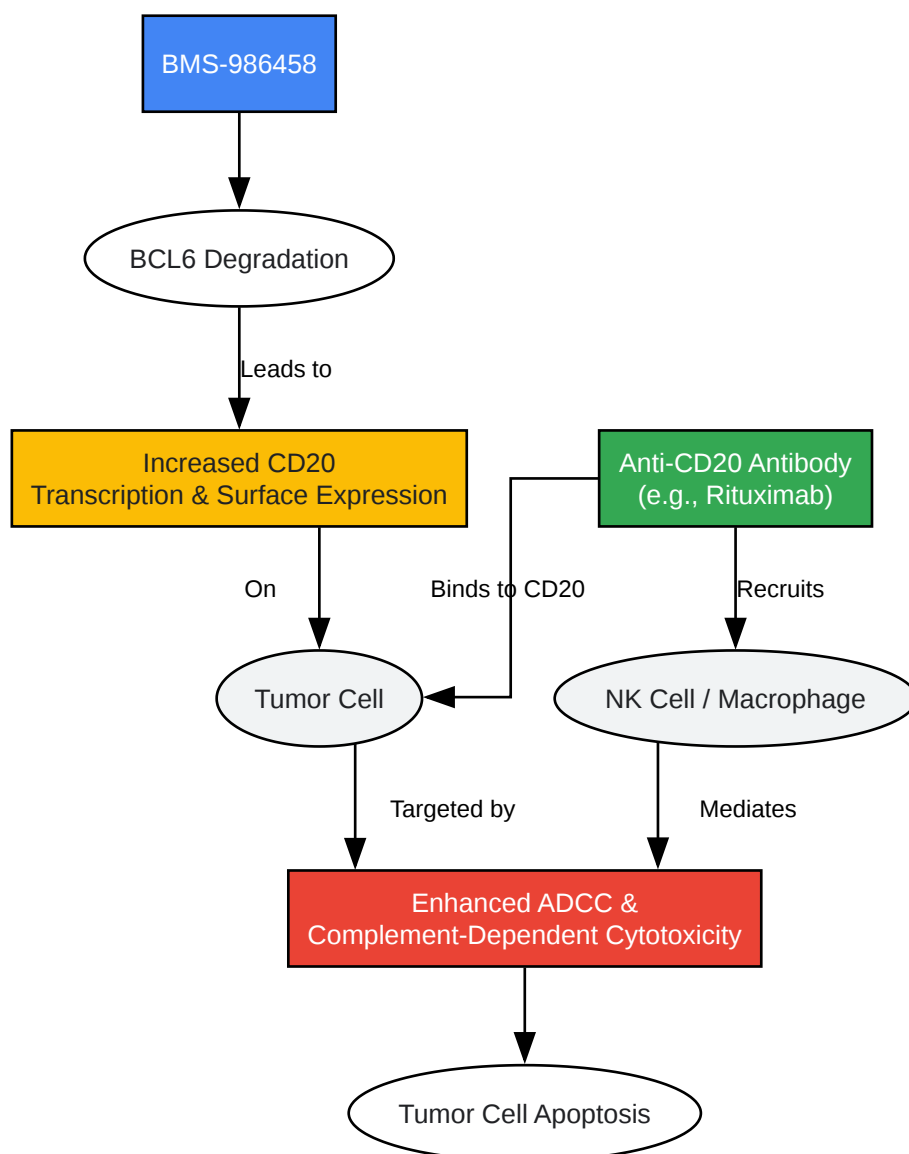 BMS-986458
BCL6 Degradation
Leads to
Increased CD20
Transcription & Surface Expression
Anti-CD20 Antibody
(e.g., Rituximab)
On
Binds to CD20
Recruits
Tumor Cell
NK Cell / Macrophage
Targeted by
Mediates
Enhanced ADCC &
Complement-Dependent Cytotoxicity
Tumor Cell Apoptosis